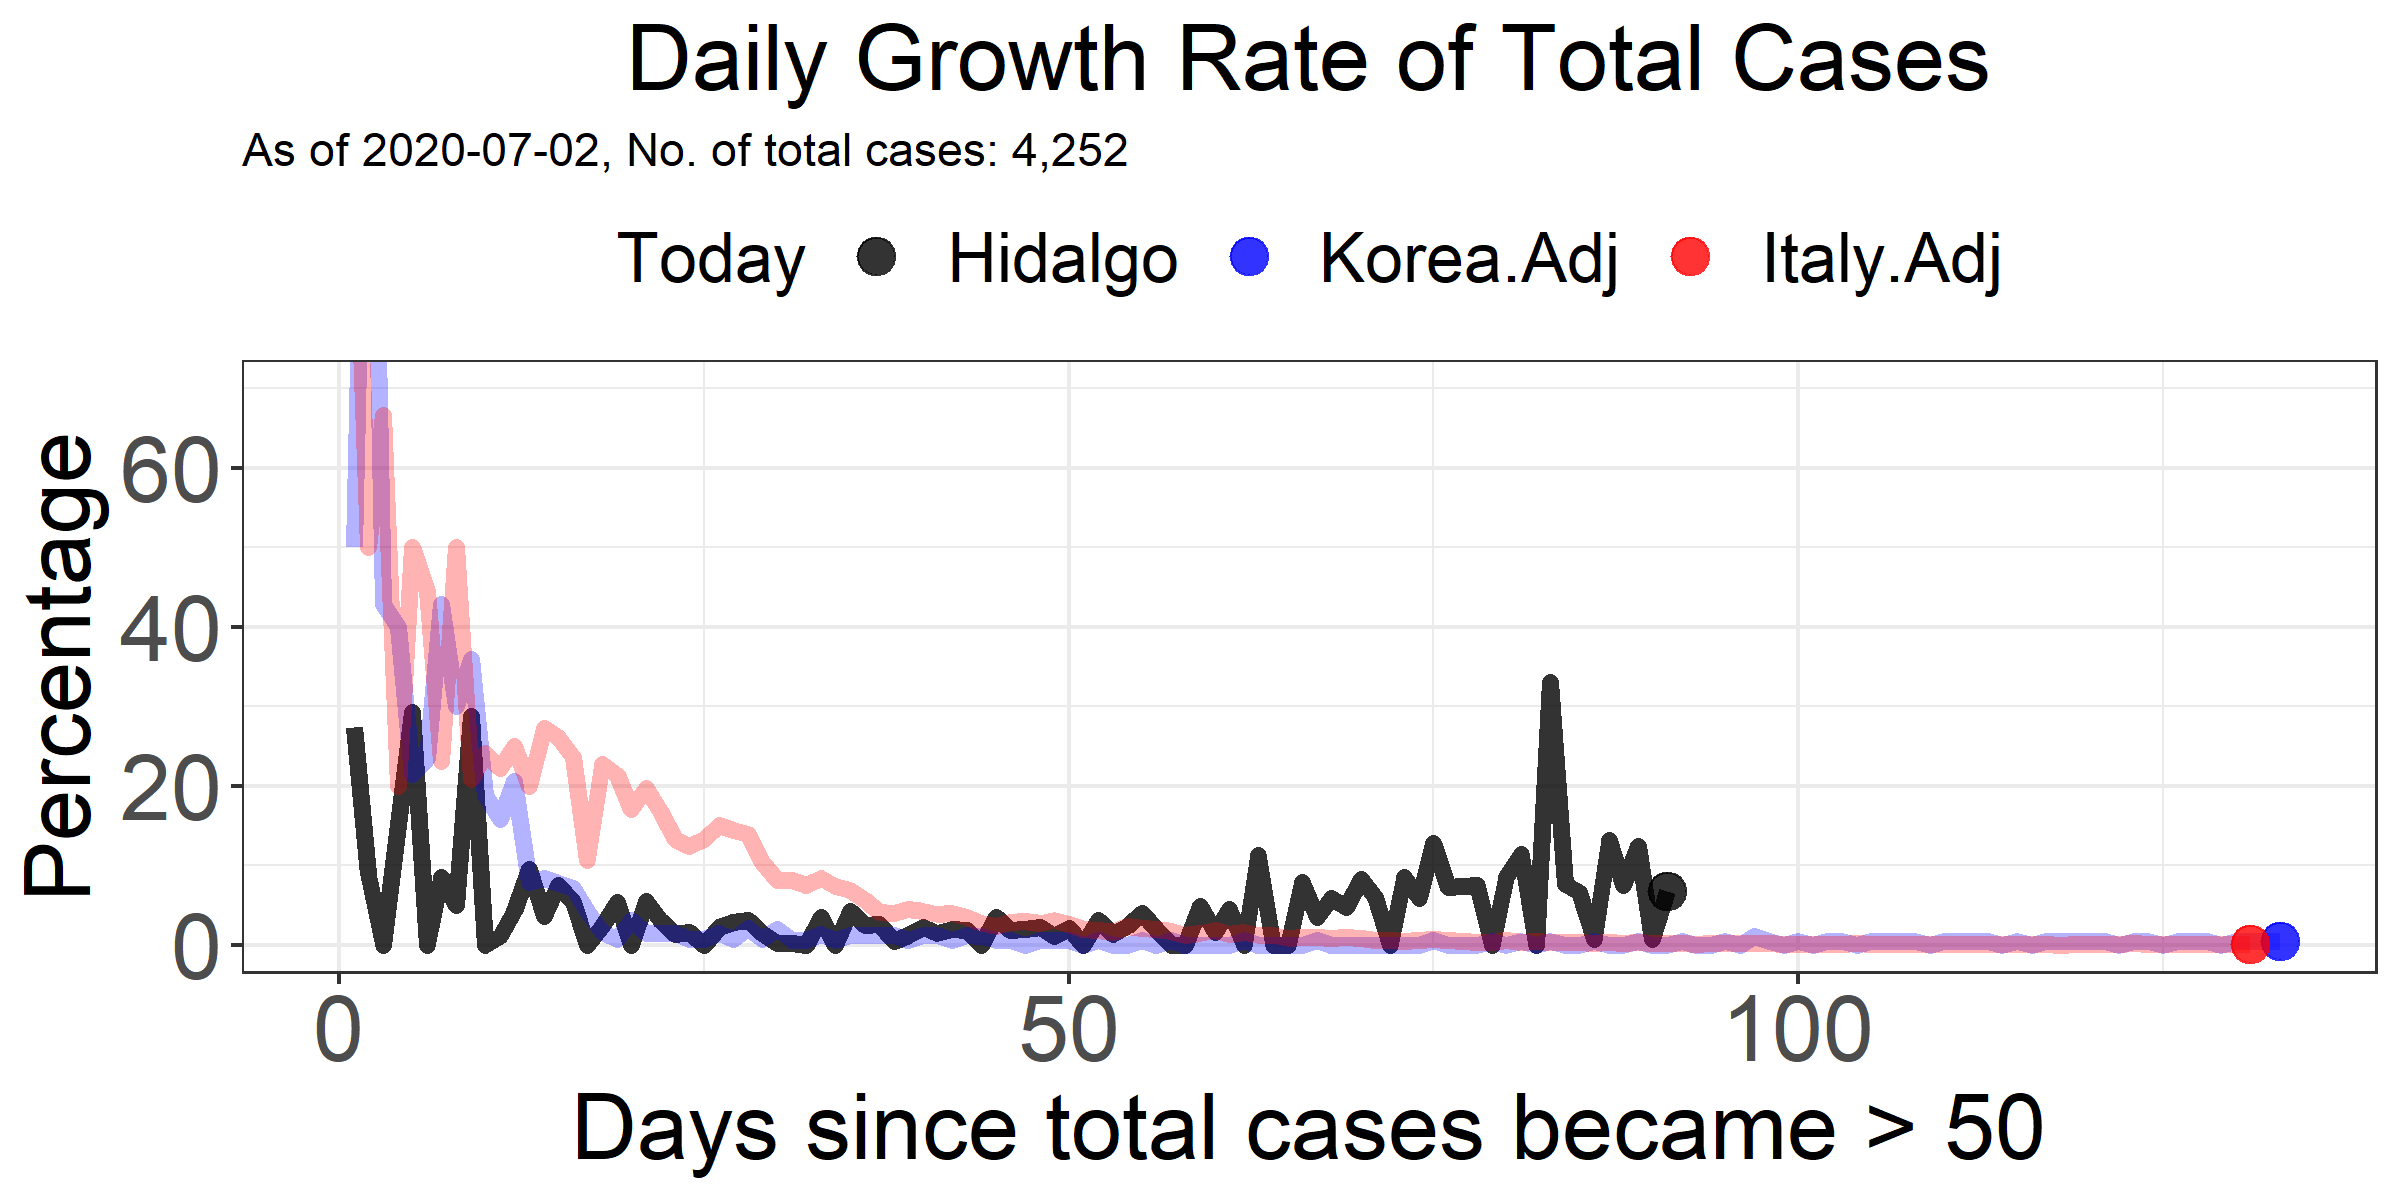 Daily Growth Rate of Total Cases
As of 2020-07-02, No. of total cases: 4,252
Today Hidalgo Korea.Adj Italy.Adj
Percentage
60
40
20
0
0 50 100
Days since total cases became > 50